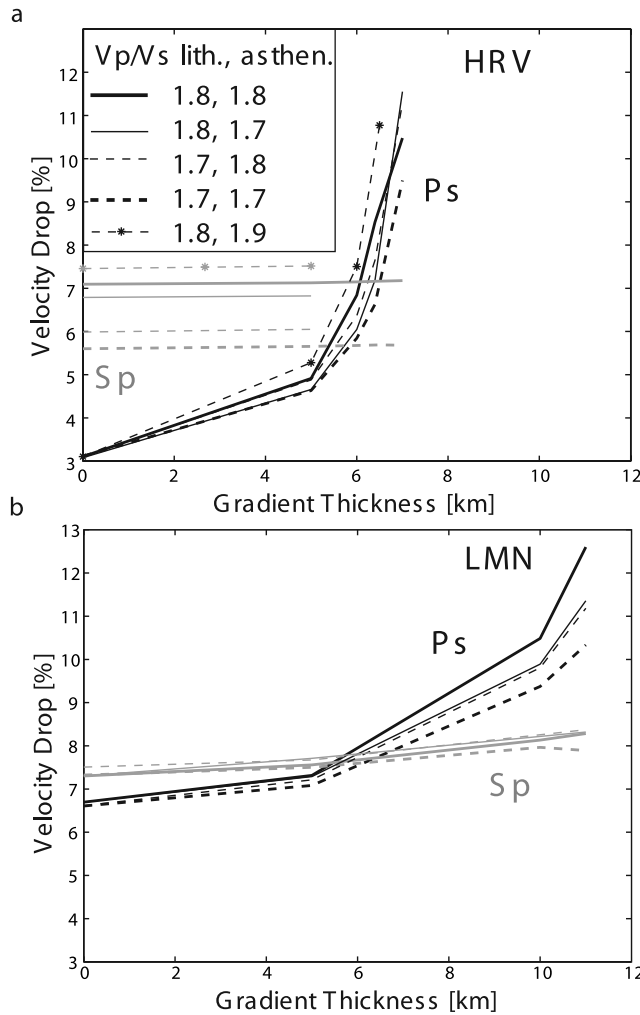 a
Vp/Vs lith., asthen.
1.8, 1.8
1.8, 1.7
1.7, 1.8
1.7, 1.7
1.8, 1.9
HRV
Ps
Sp
12
11
10
9
8
7
6
5
4
3
Velocity Drop [%]
0 2 4 6 8 10 12
Gradient Thickness [km]
b
LMN
Ps
Sp
13
12
11
10
9
8
7
6
5
4
3
Velocity Drop [%]
0 2 4 6 8 10 12
Gradient Thickness [km]